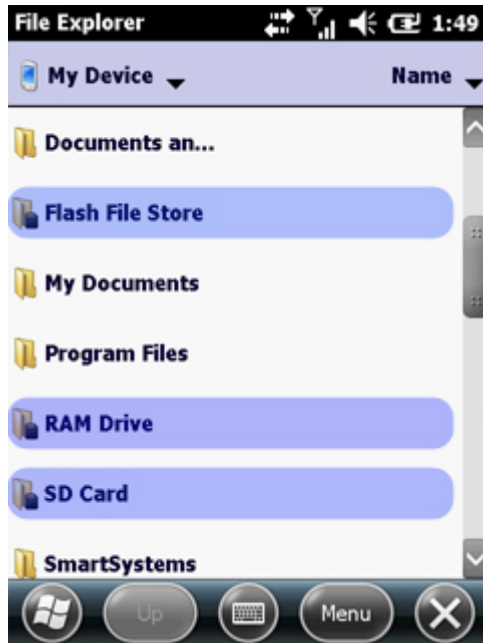 File Explorer 1:49
My Device Name
Documents an...
Flash File Store
My Documents
Program Files
RAM Drive
SD Card
SmartSystems
Up Menu